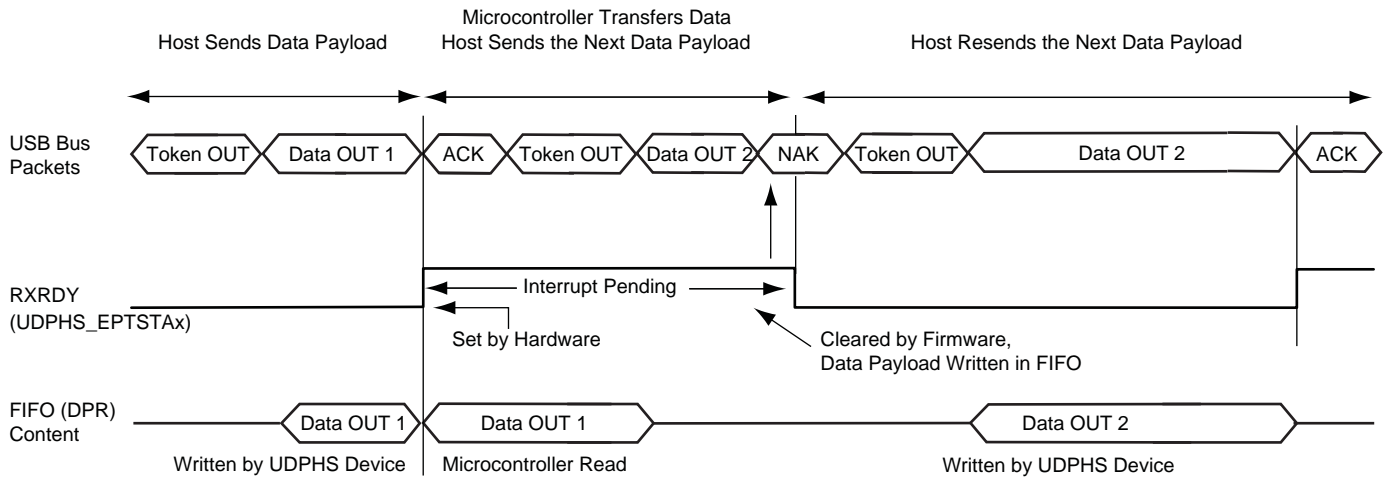 Microcontroller Transfers Data
Host Sends Data Payload
Host Sends the Next Data Payload
Host Resends the Next Data Payload
USB Bus
Packets
Token OUT
Data OUT 1
ACK
Token OUT
Data OUT 2
NAK
Token OUT
Data OUT 2
ACK
RXRDY
(UDPHS_EPTSTAx)
Interrupt Pending
Set by Hardware
Cleared by Firmware,
Data Payload Written in FIFO
FIFO (DPR)
Content
Data OUT 1
Data OUT 1
Data OUT 2
Written by UDPHS Device
Microcontroller Read
Written by UDPHS Device